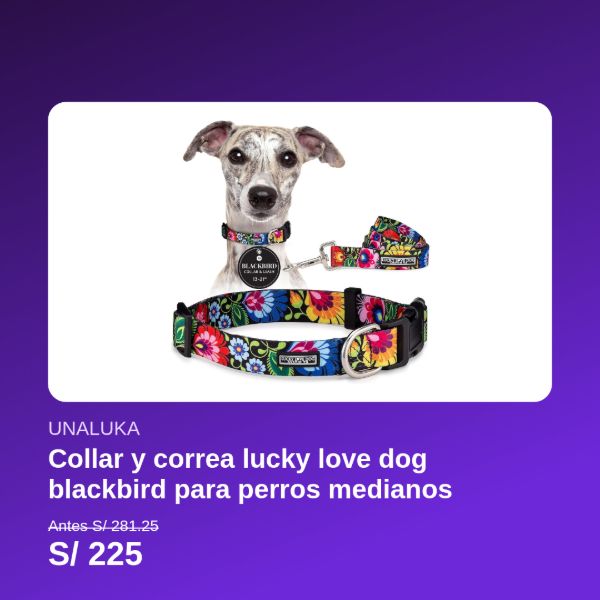 BLACKBIRD
COLLAR & LEASH
UNALUKA
Collar y correa lucky love dog
blackbird para perros medianos
Antes S/ 281.25
S/ 225